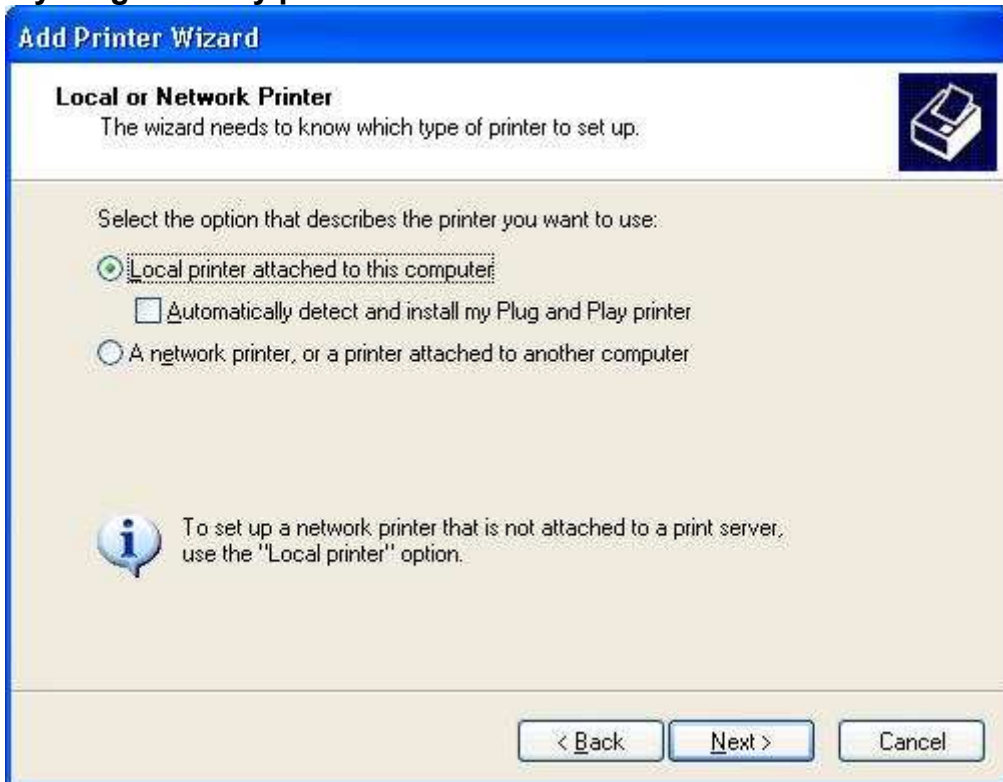 Add Printer Wizard
Local or Network Printer
The wizard needs to know which type of printer to set up.
Select the option that describes the printer you want to use:
Local printer attached to this computer
Automatically detect and install my Plug and Play printer
A network printer, or a printer attached to another computer
To set up a network printer that is not attached to a print server,
use the "Local printer" option.
< Back
Next >
Cancel